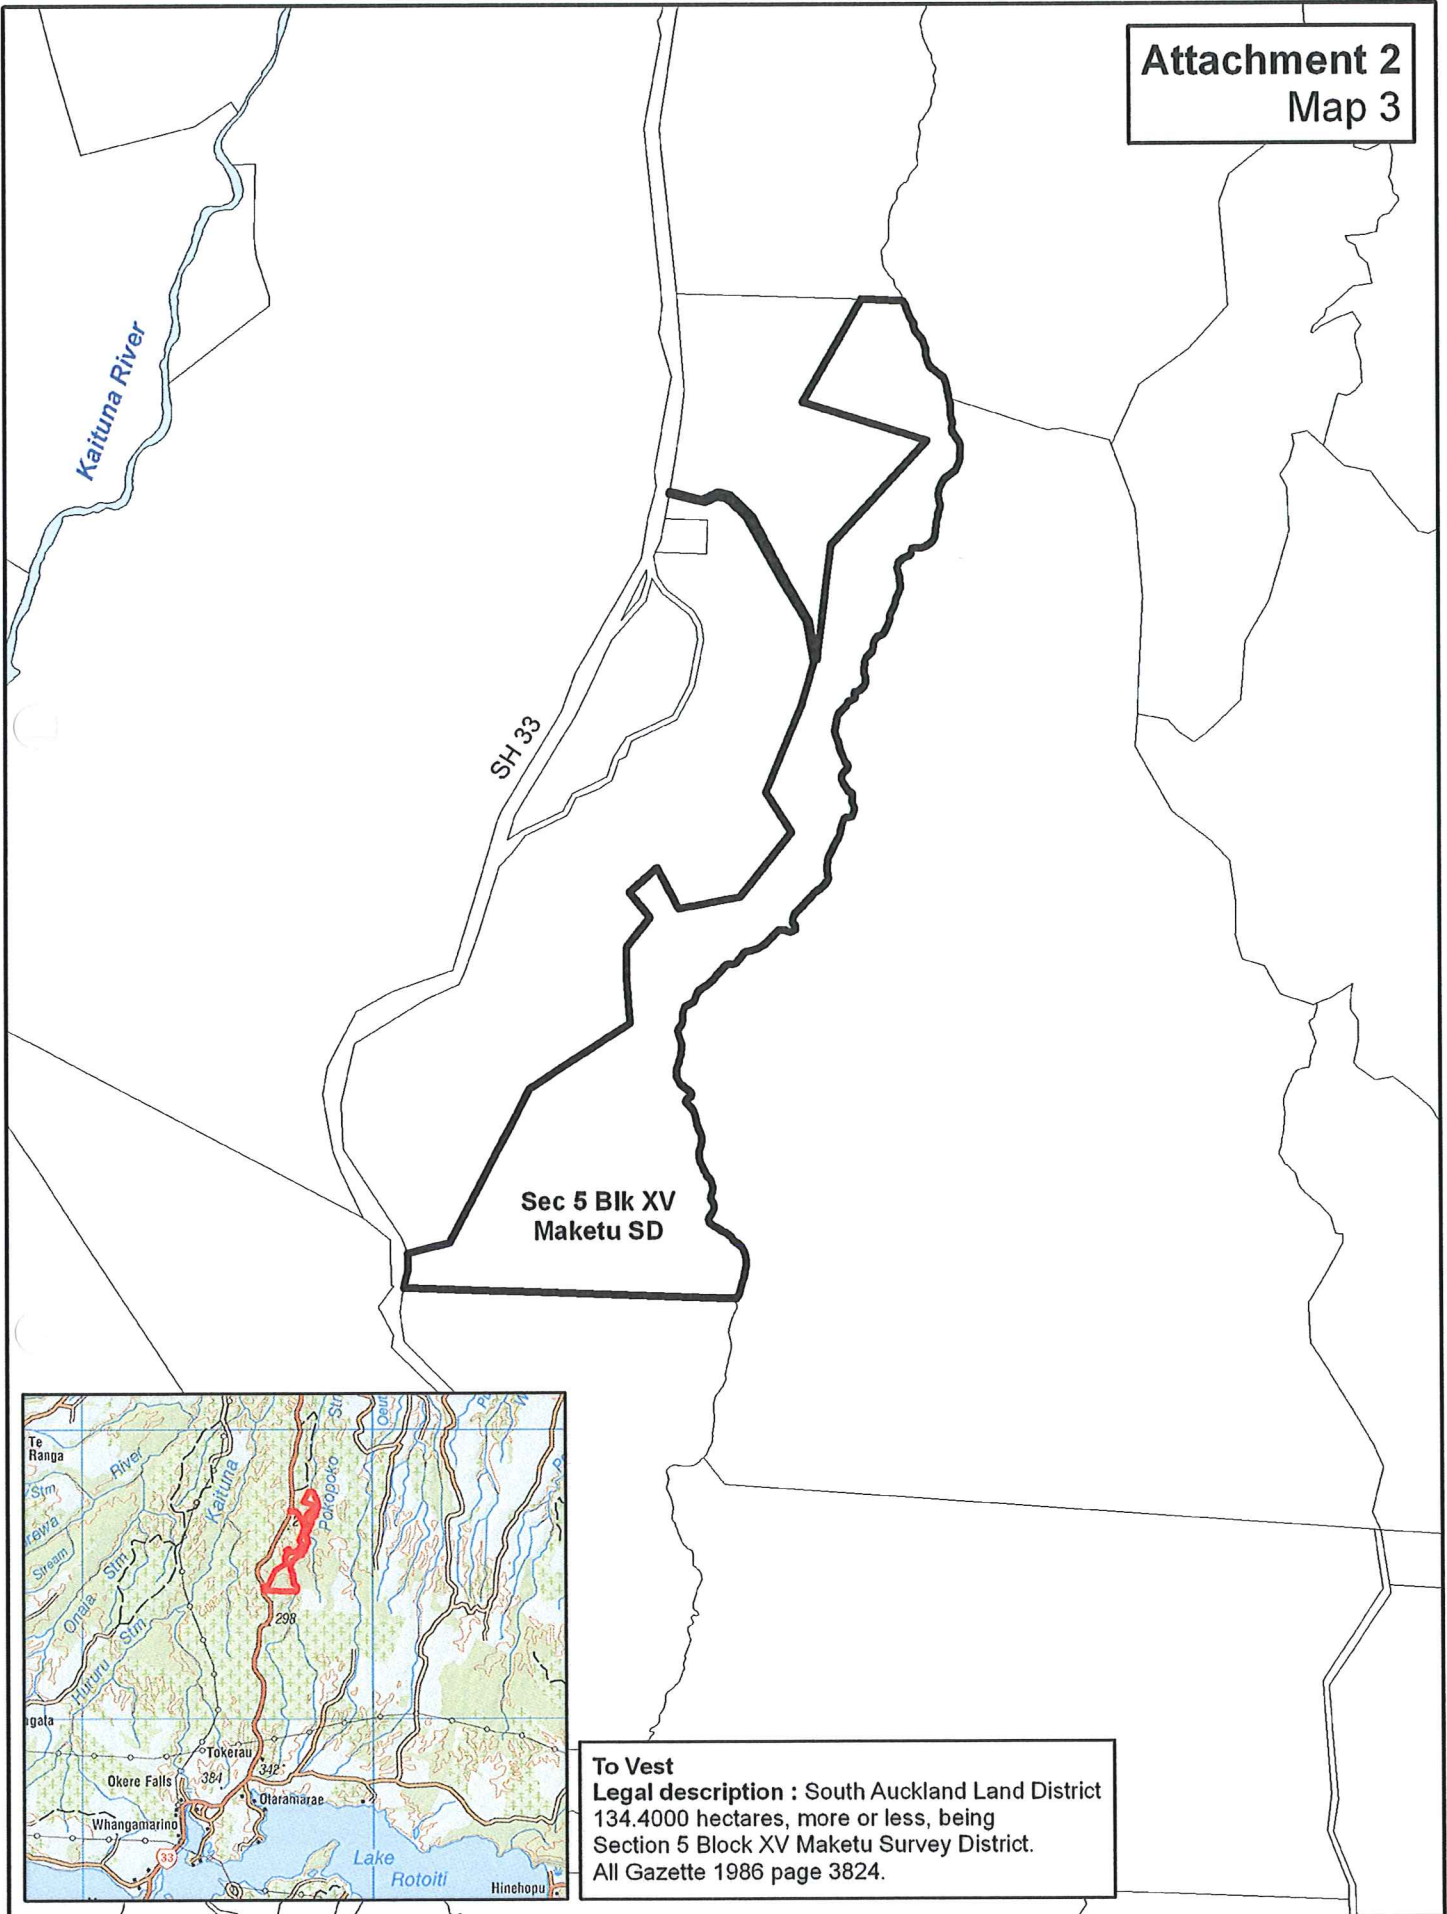 Attachment 2
Map 3
Kaituna River
SH 33
Sec 5 Blk XV
Maketu SD
Te
Ranga
River
Stm
Kaituna
Str
Pokopoko
Stream
Onaia Stm
Hururu Stm
298
Tokerau
342
384
Okere Falls
Otaramarae
Whangamarino
33
Lake
Rotoiti
Hinehopu
To Vest
Legal description : South Auckland Land District
134.4000 hectares, more or less, being
Section 5 Block XV Maketu Survey District.
All Gazette 1986 page 3824.